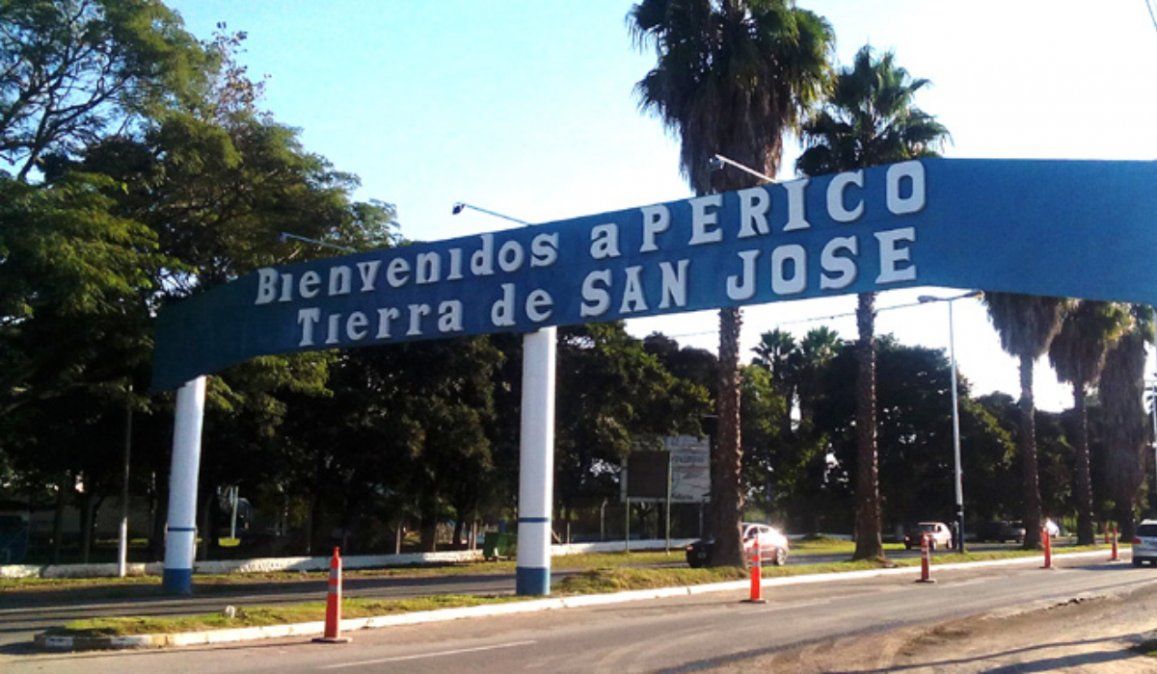 Bienvenidos a PERICO
Tierra de SAN JOSE